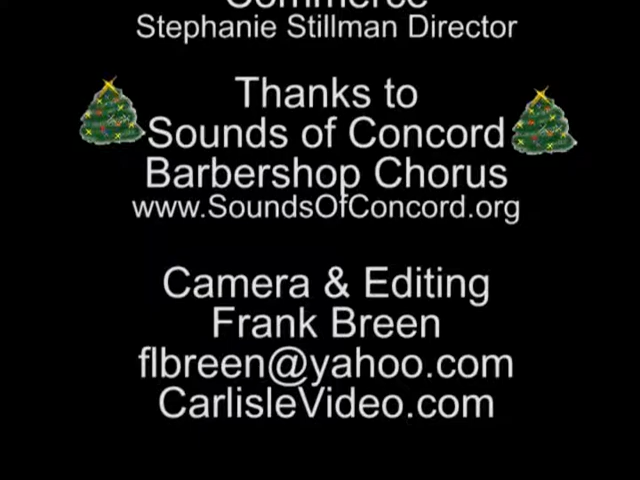 Commerce
Stephanie Stillman Director
Thanks to
Sounds of Concord
Barbershop Chorus
www.SoundsOfConcord.org
Camera & Editing
Frank Breen
flbreen@yahoo.com
CarlisleVideo.com